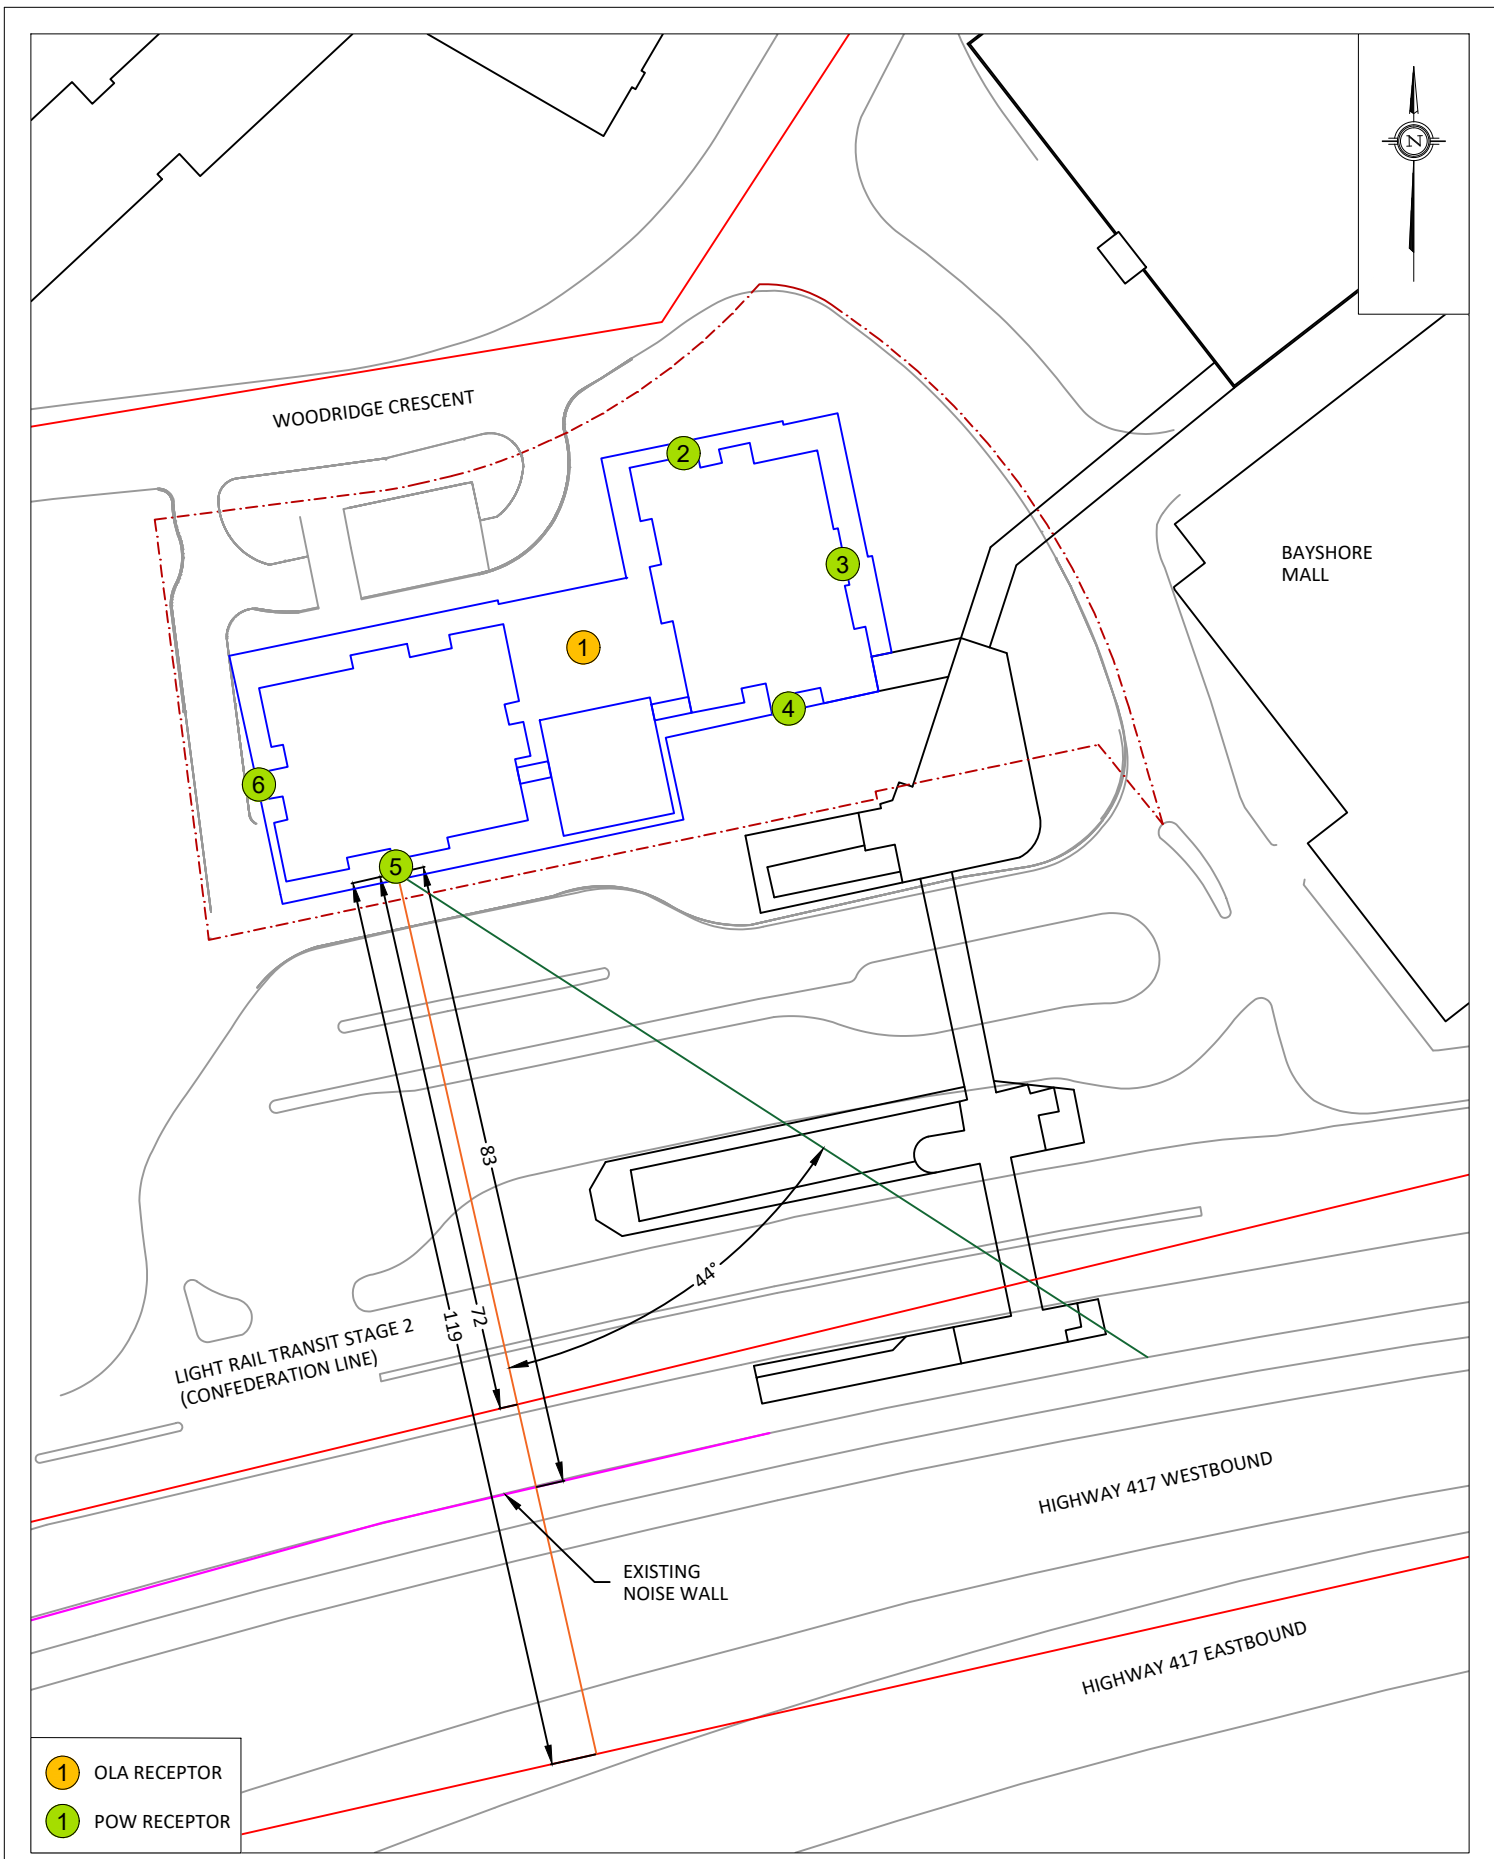 N
WOODRIDGE CRESCENT
2
3
BAYSHORE
MALL
1
4
6
5
83
44°
72
119
LIGHT RAIL TRANSIT STAGE 2
(CONFEDERATION LINE)
HIGHWAY 417 WESTBOUND
EXISTING
NOISE WALL
HIGHWAY 417 EASTBOUND
1 OLA RECEPTOR
1 POW RECEPTOR